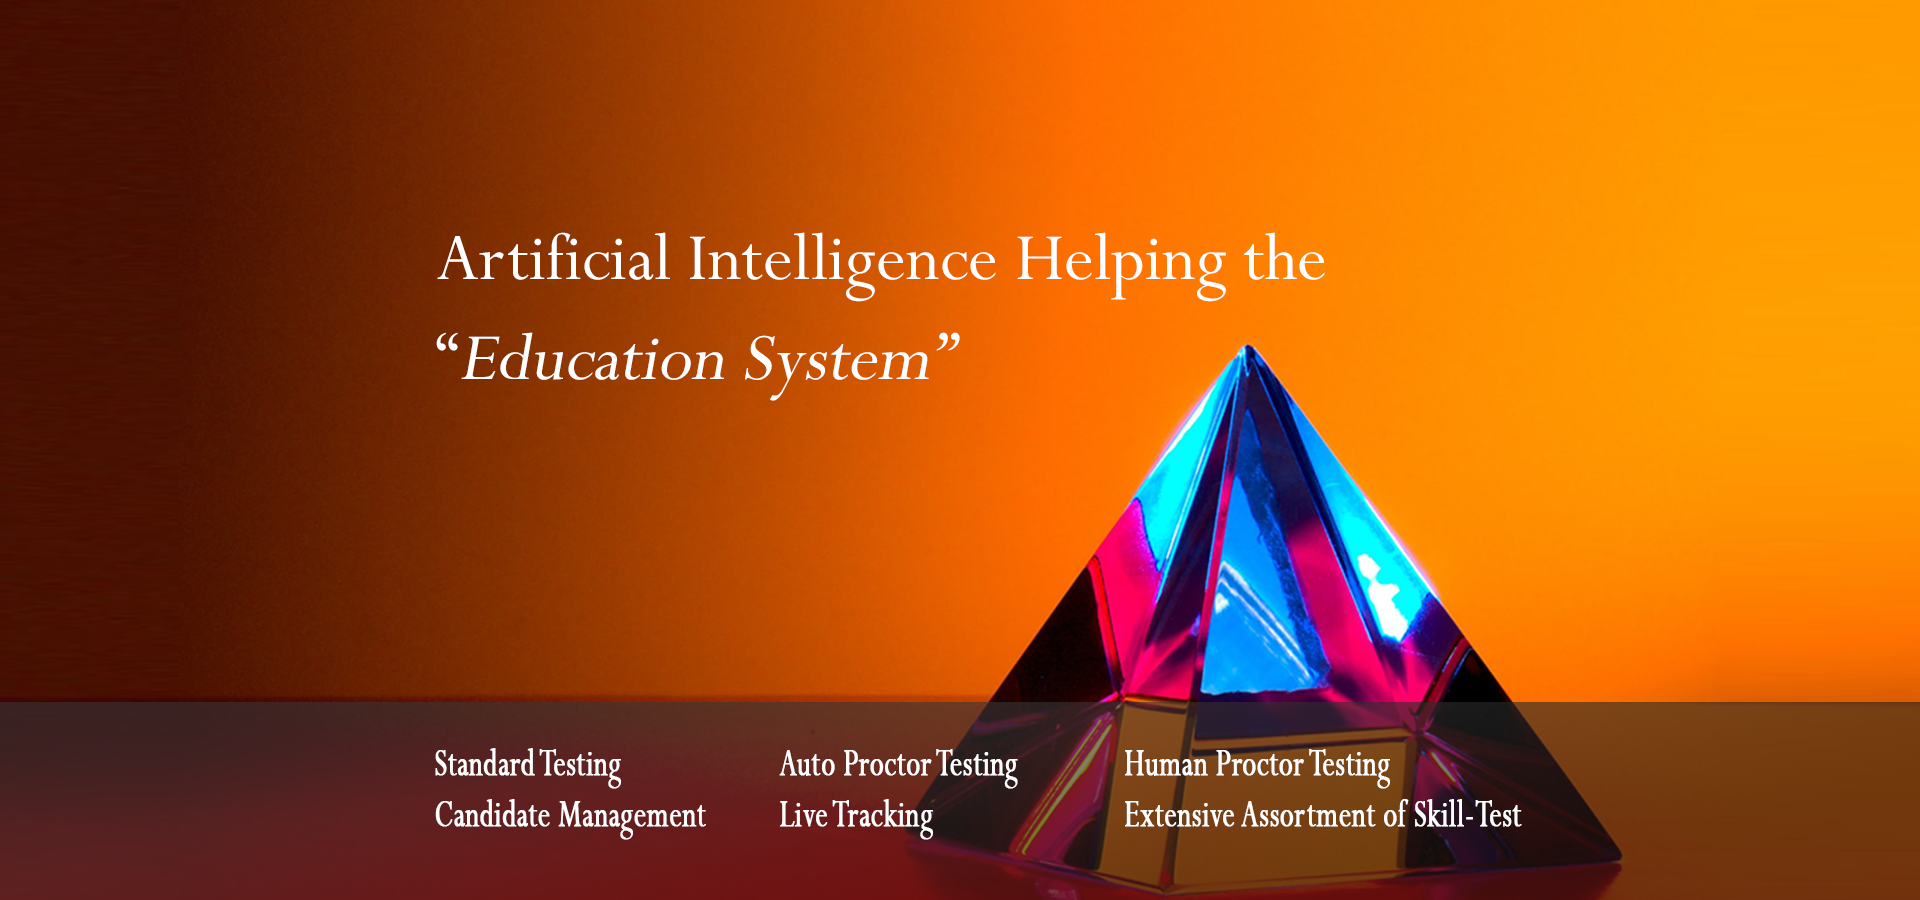 Artificial Intelligence Helping the
“Education System”
Standard Testing
Auto Proctor Testing
Human Proctor Testing
Candidate Management
Live Tracking
Extensive Assortment of Skill-Test